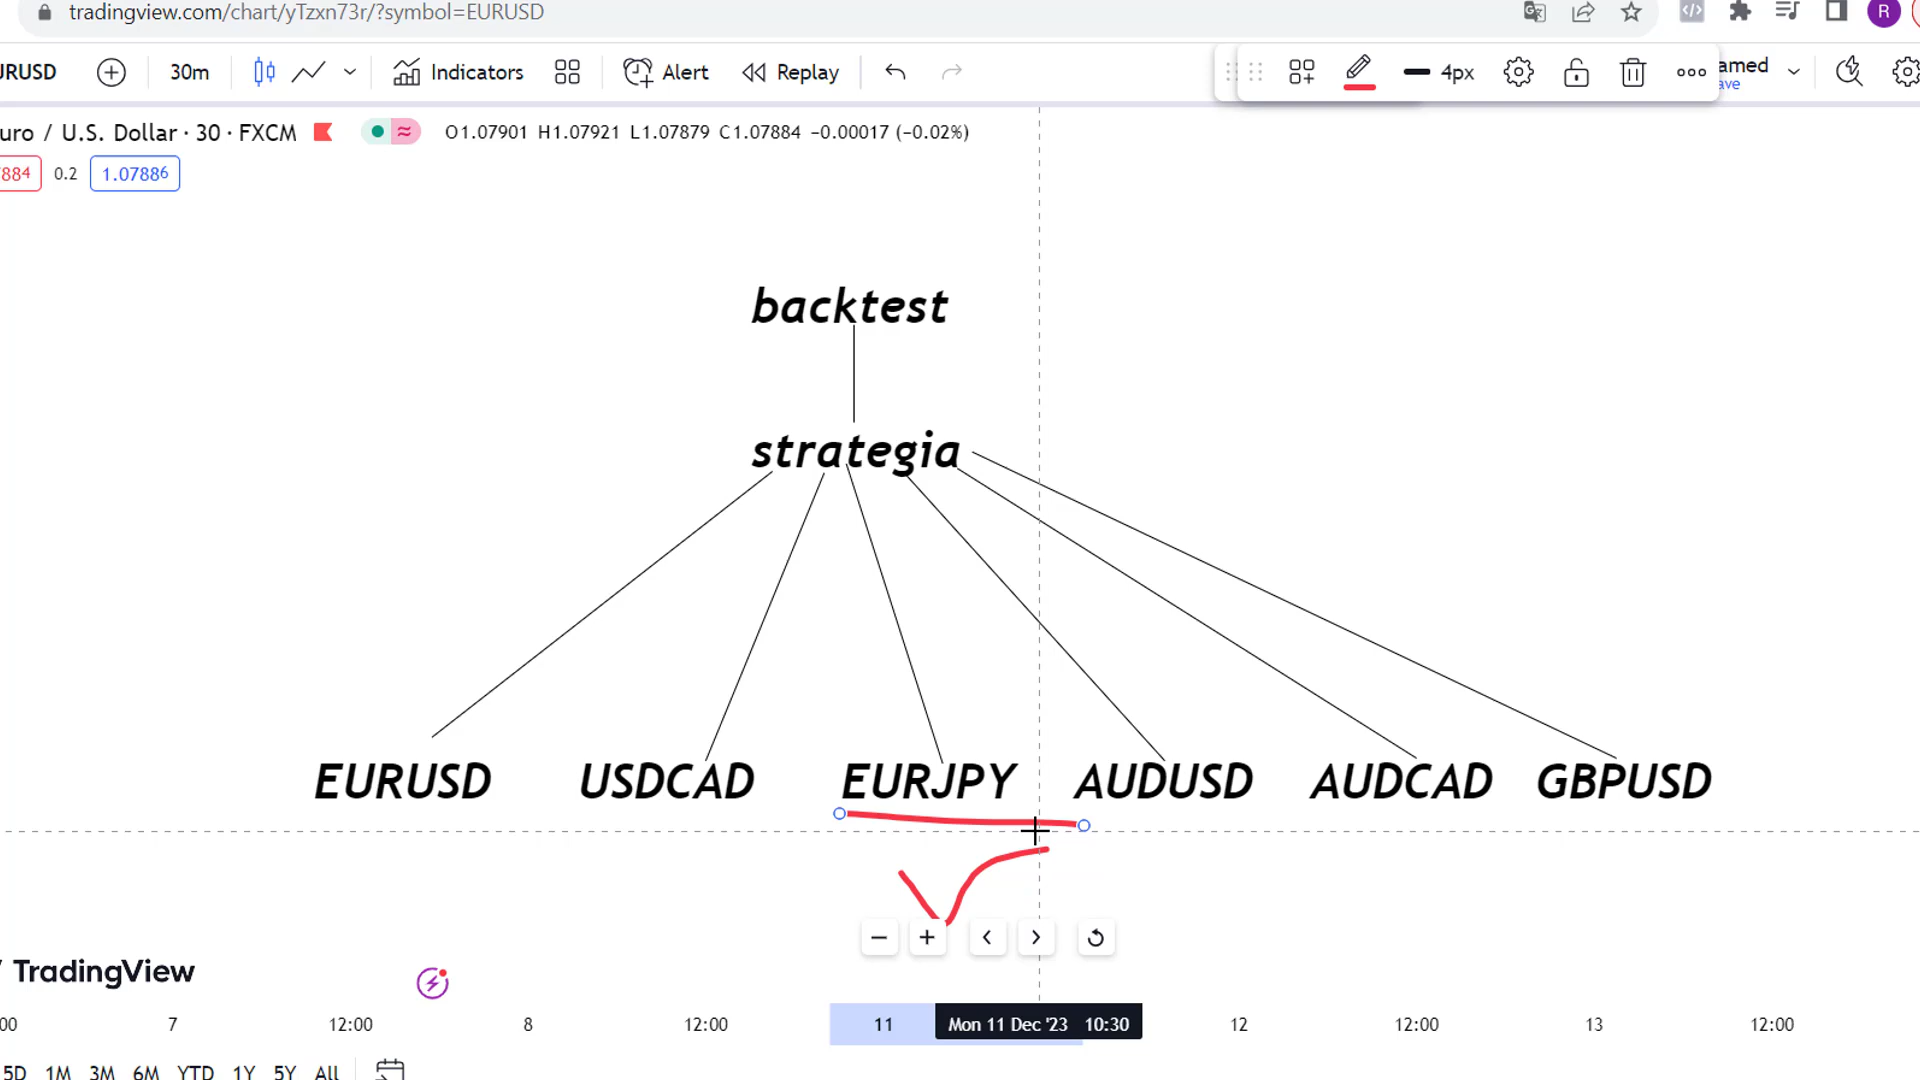 tradingview.com/chart/yTzxn73r/?symbol=EURUSD R
URUSD 30m Indicators Alert Replay 4px amed
ave
uro / U.S. Dollar · 30 · FXCM O1.07901 H1.07921 L1.07879 C1.07884 −0.00017 (−0.02%)
884 0.2 1.07886
backtest
strategia
EURUSD USDCAD EURJPY AUDUSD AUDCAD GBPUSD
TradingView
00 7 12:00 8 12:00 11 Mon 11 Dec '23 10:30 12 12:00 13 12:00
5D 1M 3M 6M YTD 1Y 5Y All